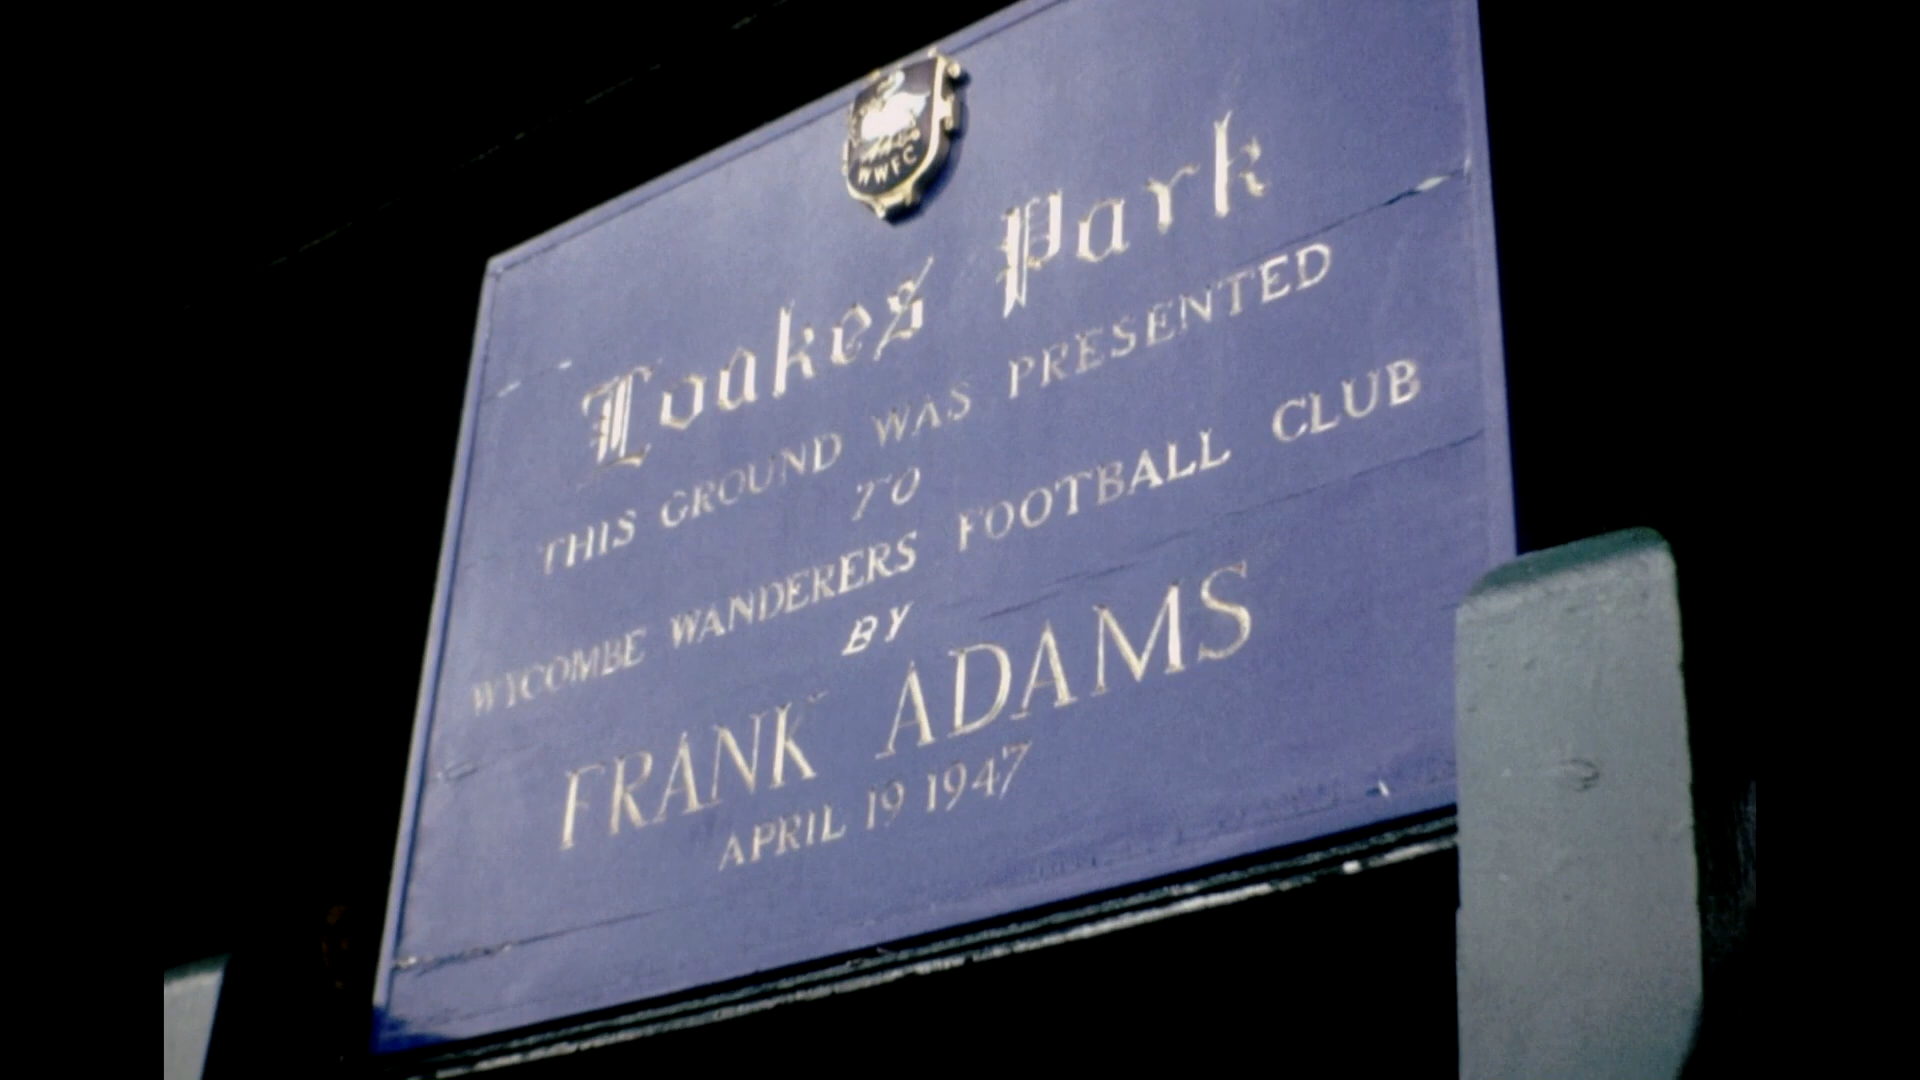 WWFC
Loakes Park
THIS GROUND WAS PRESENTED
TO
WYCOMBE WANDERERS FOOTBALL CLUB
BY
FRANK ADAMS
APRIL 19 1947